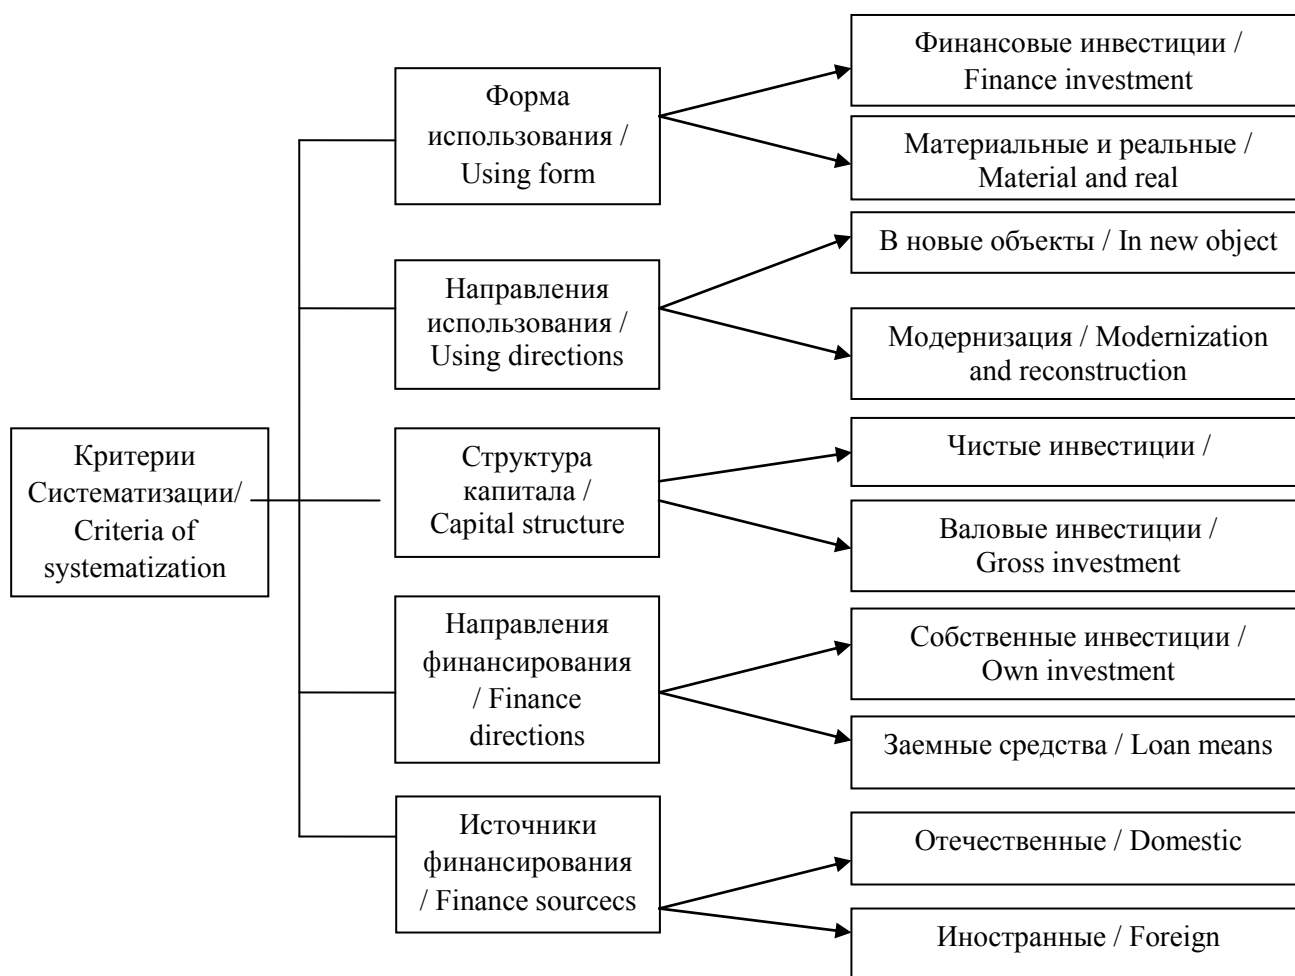 Критерии
Систематизации/
Criteria of
systematization
Форма
использования /
Using form
Финансовые инвестиции /
Finance investment
Материальные и реальные /
Material and real
Направления
использования /
Using directions
В новые объекты / In new object
Модернизация / Modernization
and reconstruction
Структура
капитала /
Capital structure
Чистые инвестиции /
Валовые инвестиции /
Gross investment
Направления
финансирования
/ Finance
directions
Собственные инвестиции /
Own investment
Заемные средства / Loan means
Источники
финансирования
/ Finance sourcecs
Отечественные / Domestic
Иностранные / Foreign